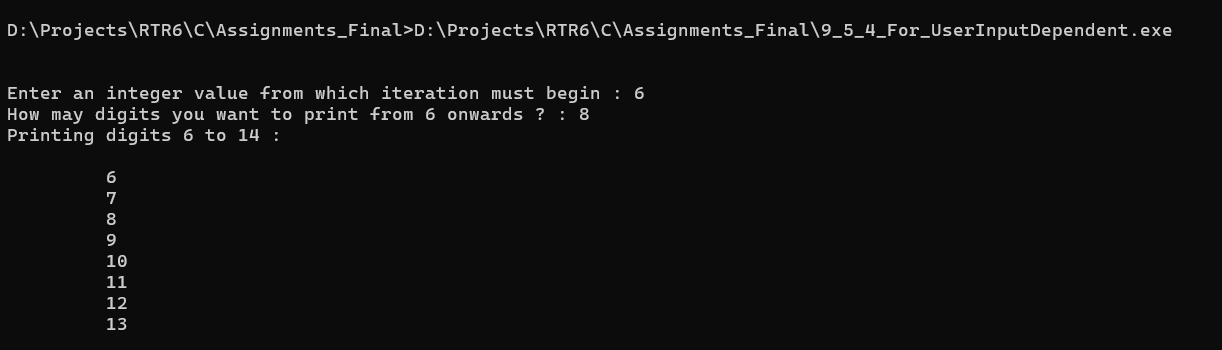 D:\Projects\RTR6\C\Assignments_Final>D:\Projects\RTR6\C\Assignments_Final\9_5_4_For_UserInputDependent.exe
Enter an integer value from which iteration must begin : 6
How may digits you want to print from 6 onwards ? : 8
Printing digits 6 to 14 :
6
7
8
9
10
11
12
13